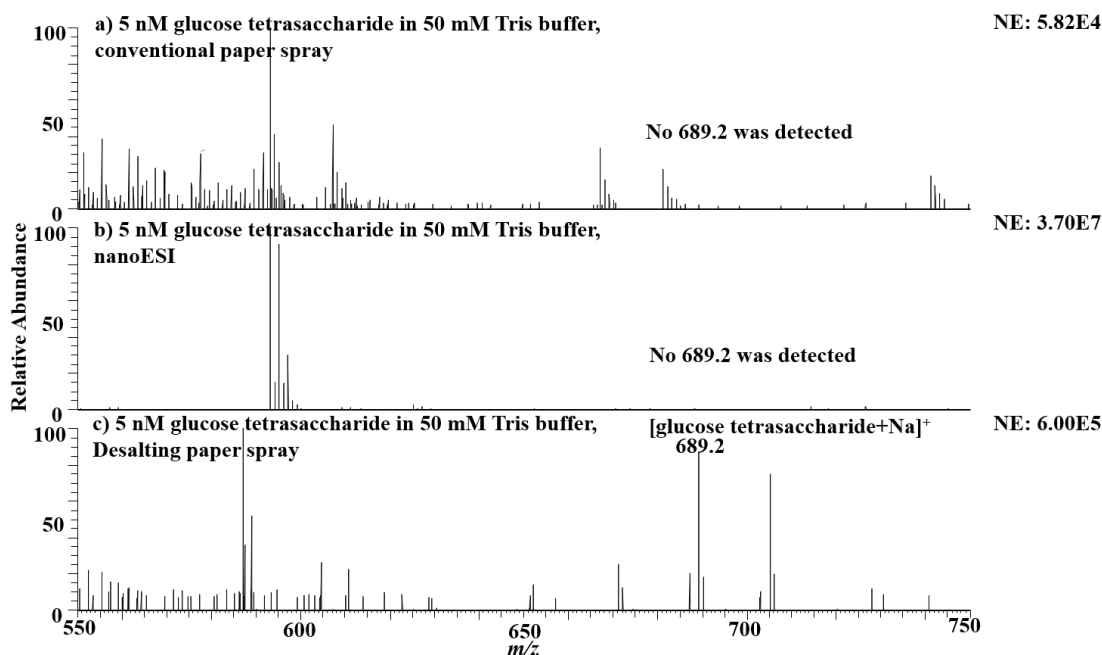 a) 5 nM glucose tetrasaccharide in 50 mM Tris buffer,
conventional paper spray
NE: 5.82E4
100
50
0
No 689.2 was detected
b) 5 nM glucose tetrasaccharide in 50 mM Tris buffer,
nanoESI
NE: 3.70E7
100
50
0
No 689.2 was detected
Relative Abundance
c) 5 nM glucose tetrasaccharide in 50 mM Tris buffer,
Desalting paper spray
[glucose tetrasaccharide+Na]⁺
689.2
NE: 6.00E5
100
50
0
550 600 650 700 750
m/z